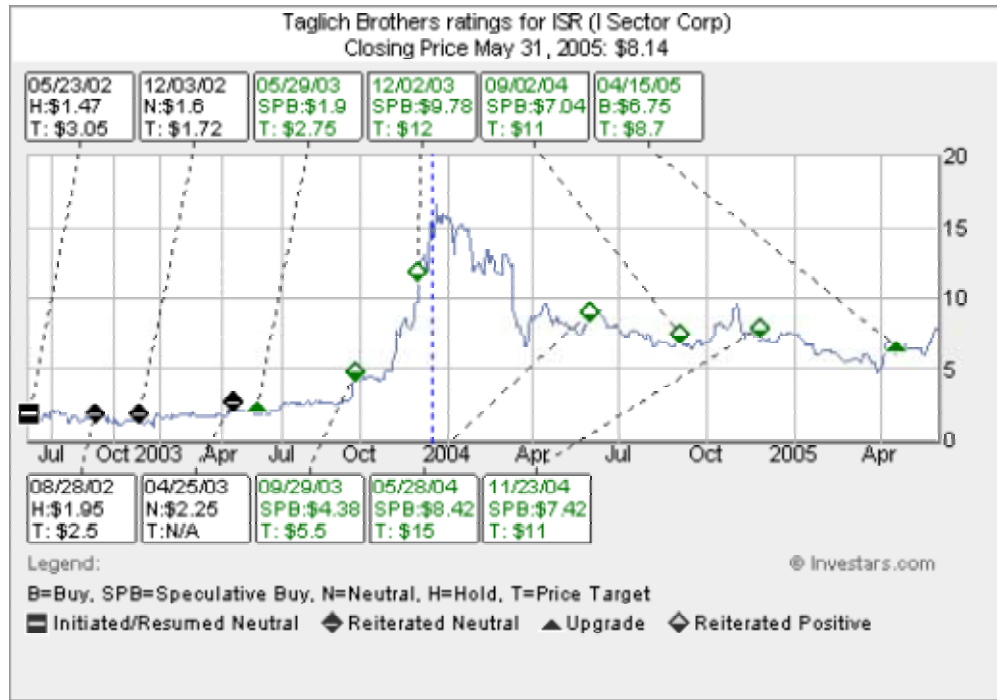 Taglich Brothers ratings for ISR (I Sector Corp)
Closing Price May 31, 2005: $8.14
05/23/02
H:$1.47
T: $3.05
12/03/02
N:$1.6
T: $1.72
05/29/03
SPB:$1.9
T: $2.75
12/02/03
SPB:$9.78
T: $12
09/02/04
SPB:$7.04
T: $11
04/15/05
B:$6.75
T: $8.7
20
15
10
5
0
Jul Oct 2003 Apr Jul Oct 2004 Apr Jul Oct 2005 Apr
08/28/02
H:$1.95
T: $2.5
04/25/03
N:$2.25
T:N/A
09/29/03
SPB:$4.38
T: $5.5
05/28/04
SPB:$8.42
T: $15
11/23/04
SPB:$7.42
T: $11
Legend:
© Investars.com
B=Buy, SPB=Speculative Buy, N=Neutral, H=Hold, T=Price Target
Initiated/Resumed Neutral Reiterated Neutral Upgrade Reiterated Positive